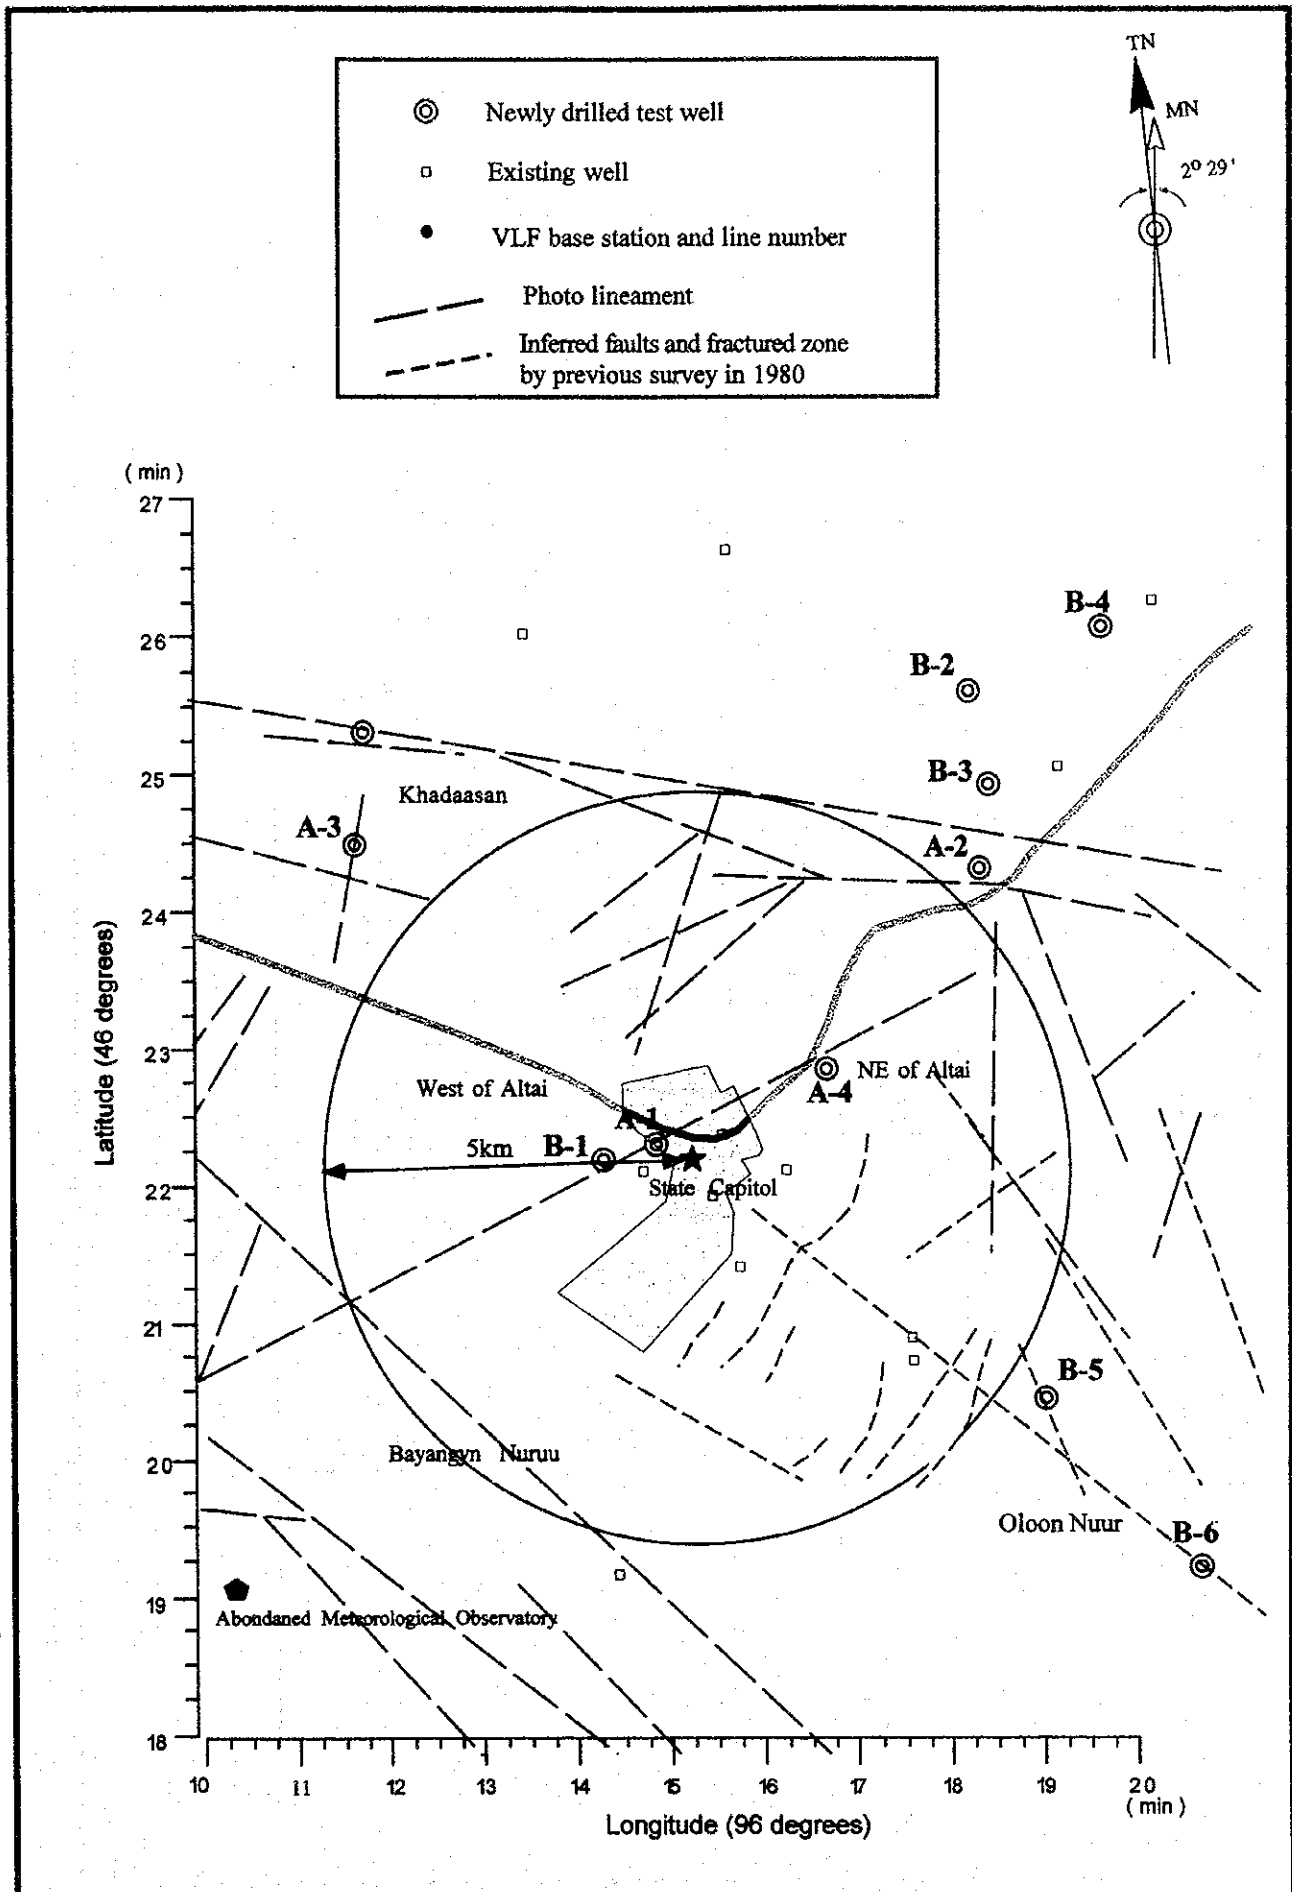 TN
MN
2° 29'
Newly drilled test well
Existing well
VLF base station and line number
Photo lineament
Inferred faults and fractured zone
by previous survey in 1980
( min )
27
26
25
24
23
22
21
20
19
18
Latitude (46 degrees)
B-4
B-2
B-3
A-2
Khadaasan
A-3
West of Altai
NE of Altai
A-4
A-1
B-1
5km
State Capitol
B-5
Bayangyn Nuruu
Oloon Nuur
B-6
Abondaned Meteorological Observatory
10 11 12 13 14 15 16 17 18 19 20
( min )
Longitude (96 degrees)